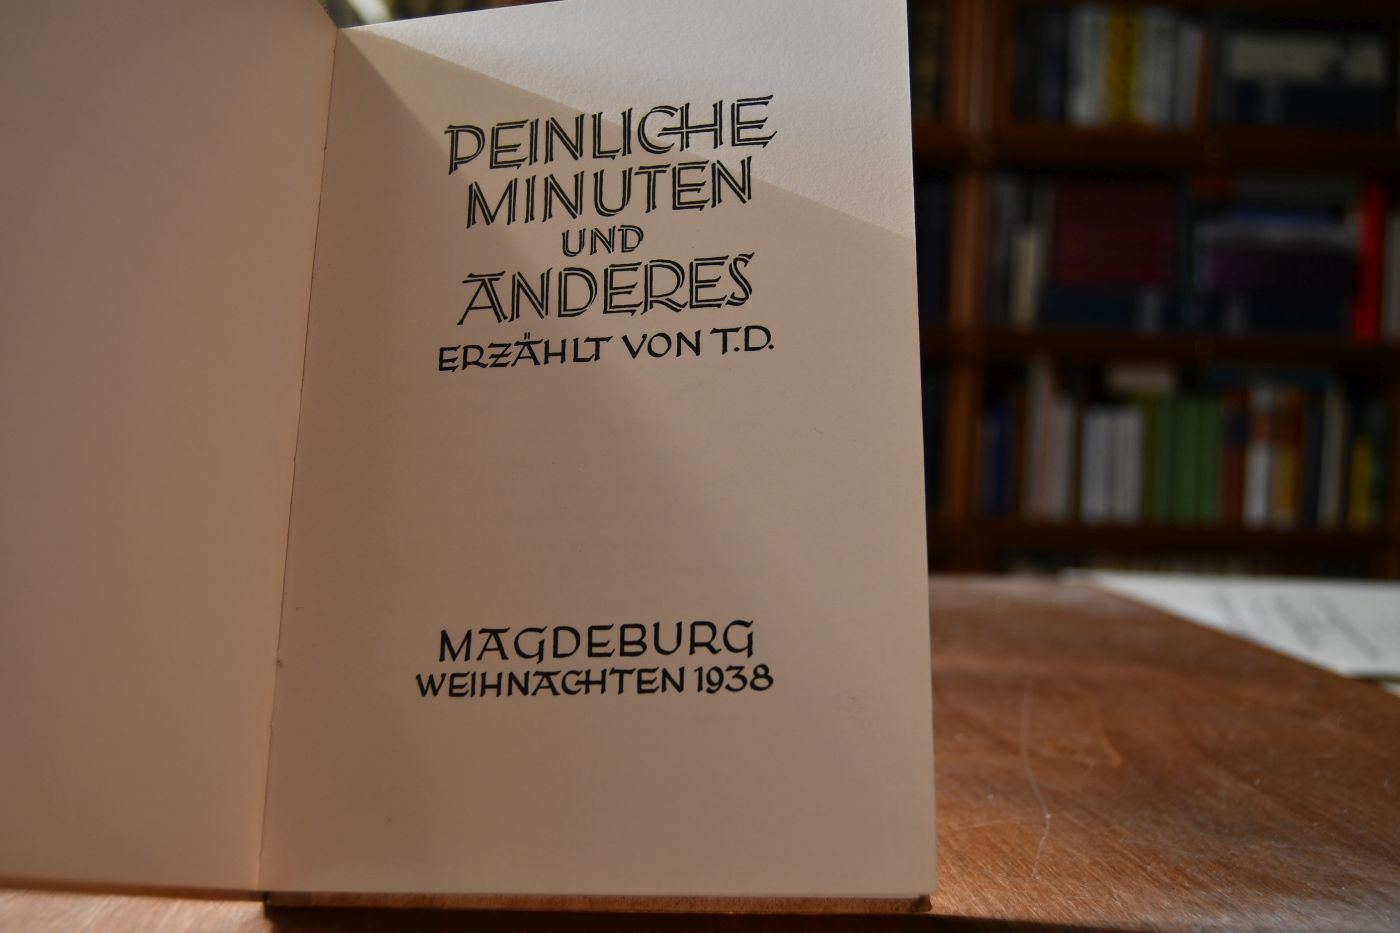 PEINLICHE
MINUTEN
UND
ANDERES
ERZÄHLT VON T.D.
MAGDEBURG
WEIHNACHTEN 1938